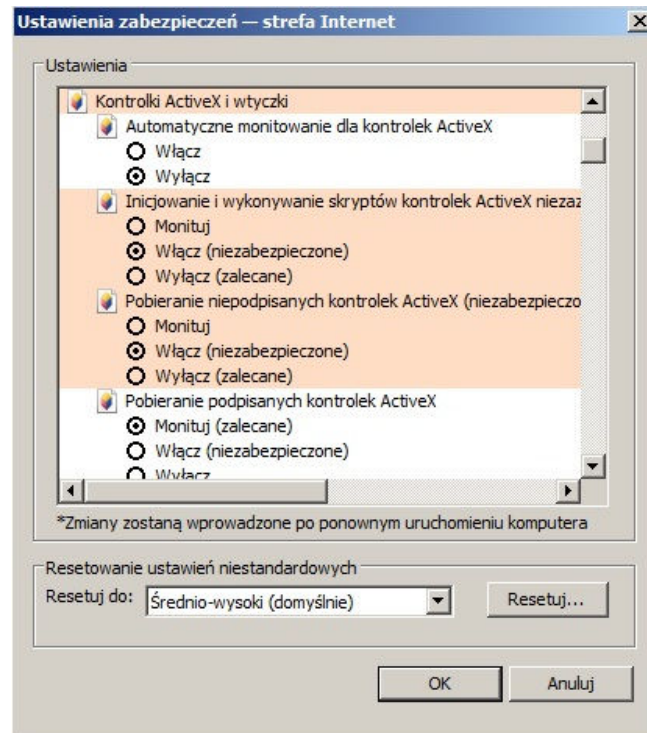 Ustawienia zabezpieczeń — strefa Internet
Ustawienia
Kontrolki ActiveX i wtyczki
Automatyczne monitowanie dla kontrolek ActiveX
Włącz
Wyłącz
Inicjowanie i wykonywanie skryptów kontrolek ActiveX niezaz
Monituj
Włącz (niezabezpieczone)
Wyłącz (zalecane)
Pobieranie niepodpisanych kontrolek ActiveX (niezabezpieczo
Monituj
Włącz (niezabezpieczone)
Wyłącz (zalecane)
Pobieranie podpisanych kontrolek ActiveX
Monituj (zalecane)
Włącz (niezabezpieczone)
Wyłącz
*Zmiany zostaną wprowadzone po ponownym uruchomieniu komputera
Resetowanie ustawień niestandardowych
Resetuj do: Średnio-wysoki (domyślnie) Resetuj...
OK Anuluj